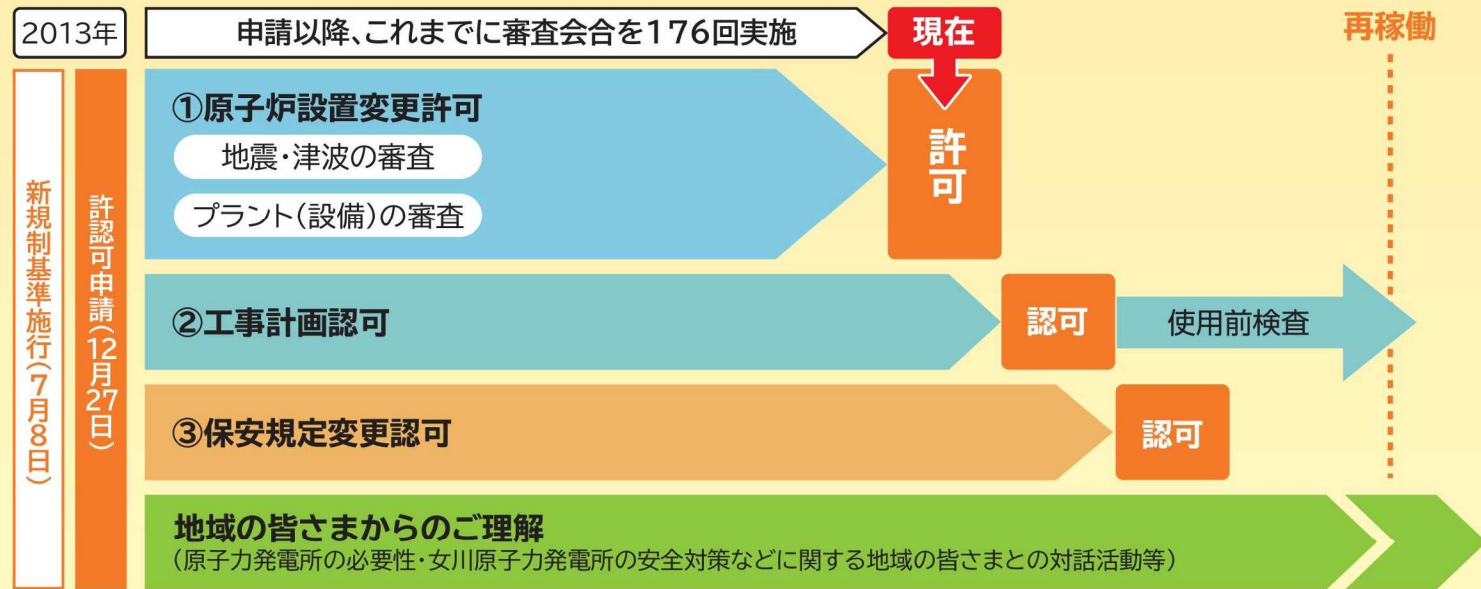 2013年
申請以降、これまでに審査会合を176回実施
現在
再稼働
新規制基準施行(7月8日)
許認可申請(12月27日)
①原子炉設置変更許可
地震・津波の審査
プラント(設備)の審査
許可
②工事計画認可
認可
使用前検査
③保安規定変更認可
認可
地域の皆さまからのご理解
(原子力発電所の必要性・女川原子力発電所の安全対策などに関する地域の皆さまとの対話活動等)